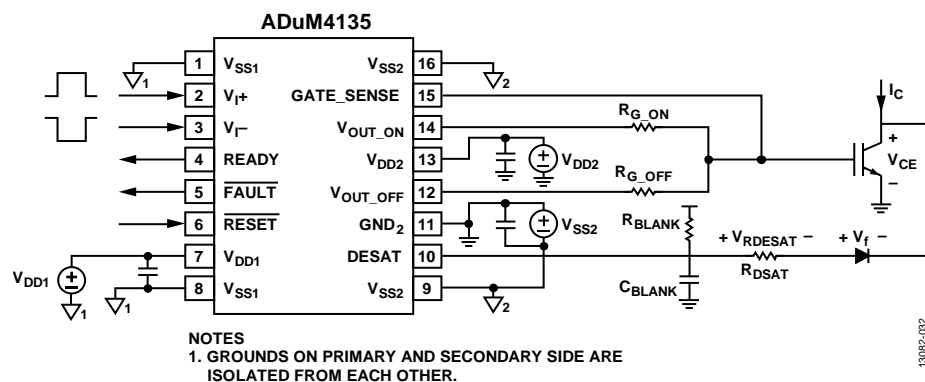 ADuM4135
1 VSS1
VSS2 16
2 VI+
GATE_SENSE 15
3 VI−
VOUT_ON 14
4 READY
VDD2 13
5 FAULT
VOUT_OFF 12
6 RESET
GND2 11
7 VDD1
DESAT 10
8 VSS1
VSS2 9
1
2
RG_ON
IC
+
VCE
−
+
−
VDD2
RG_OFF
+
−
VSS2
RBLANK
+ VRDESAT −
+ Vf −
RDSAT
CBLANK
VDD1
+
−
1
1
2
NOTES
1. GROUNDS ON PRIMARY AND SECONDARY SIDE ARE
ISOLATED FROM EACH OTHER.
13082-032